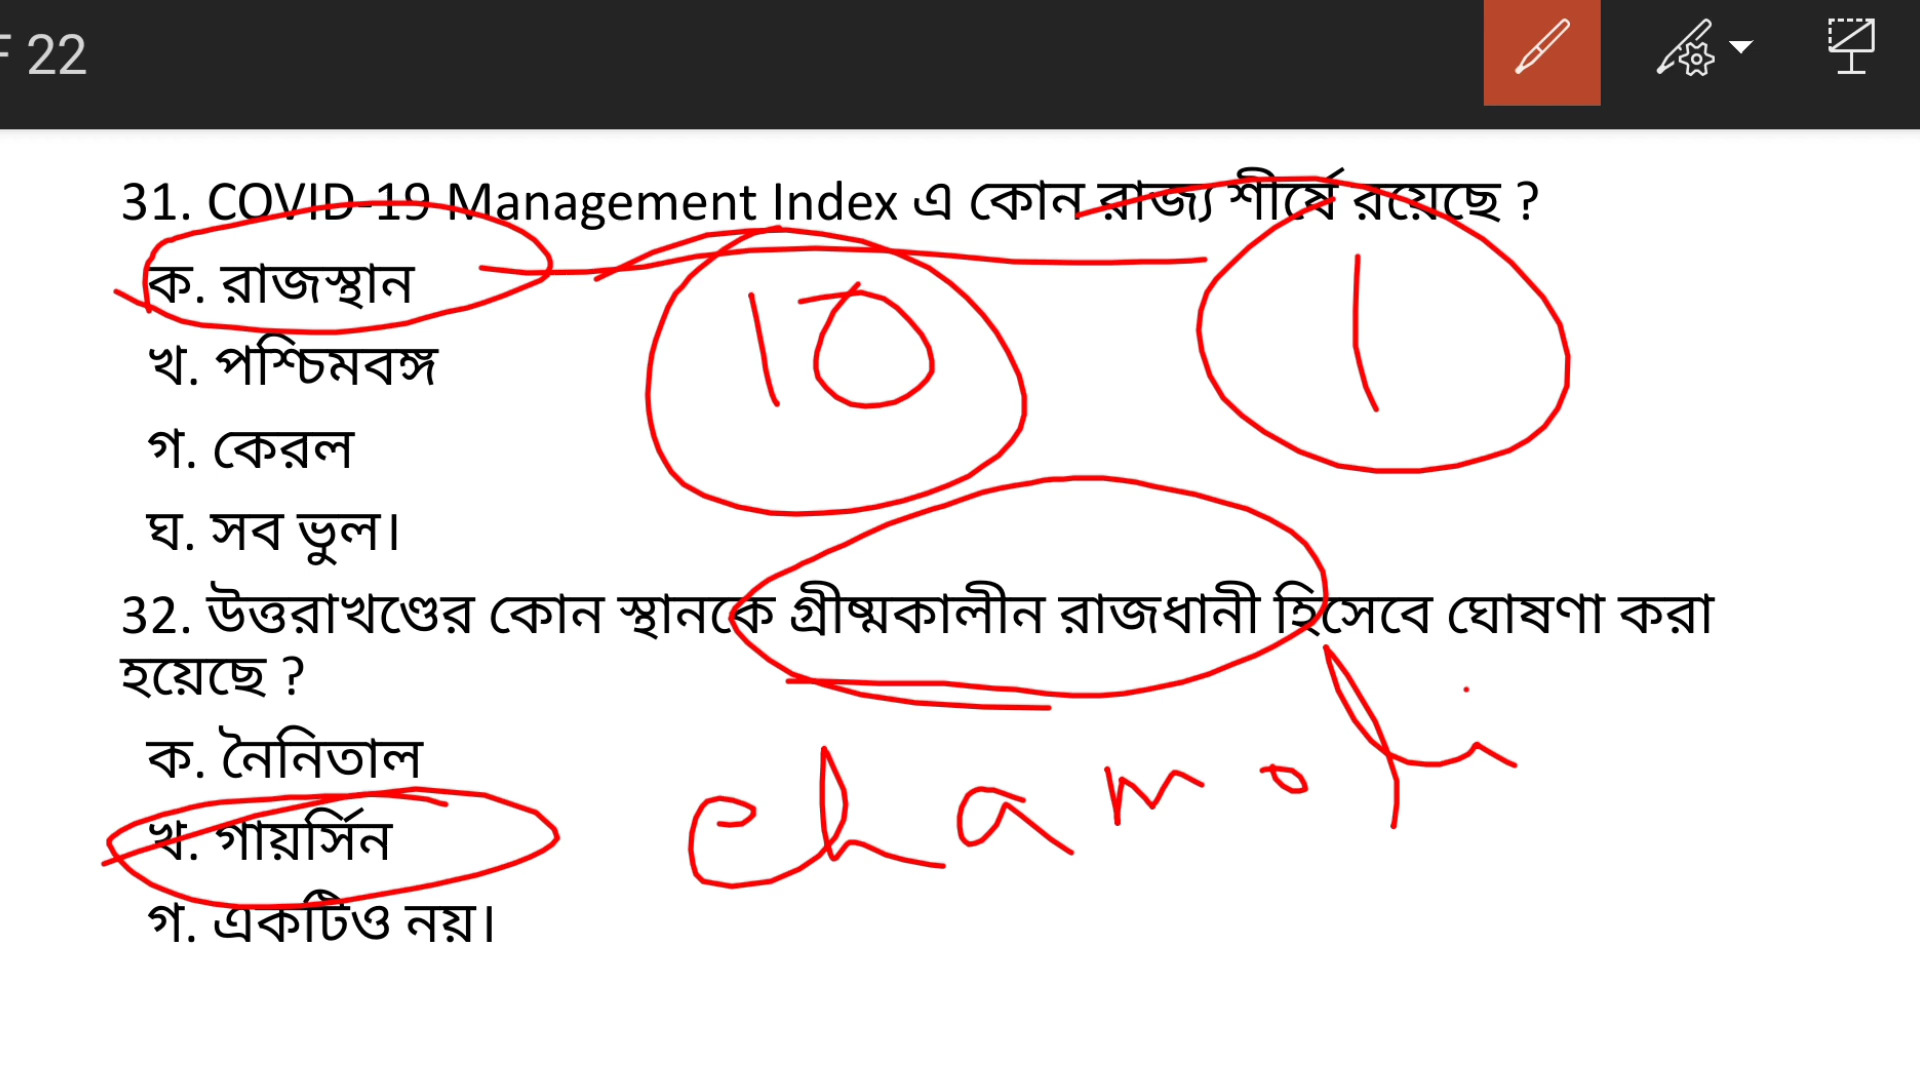 F 22
31. COVID-19 Management Index এ কোন রাজ্য শীর্ষে রয়েছে ?
ক. রাজস্থান
খ. পশ্চিমবঙ্গ
10
1
গ. কেরল
ঘ. সব ভুল।
32. উত্তরাখণ্ডের কোন স্থানকে গ্রীষ্মকালীন রাজধানী হিসেবে ঘোষণা করা
হয়েছে ?
ক. নৈনিতাল
chamoli
খ. গায়র্সিন
গ. একটিও নয়।